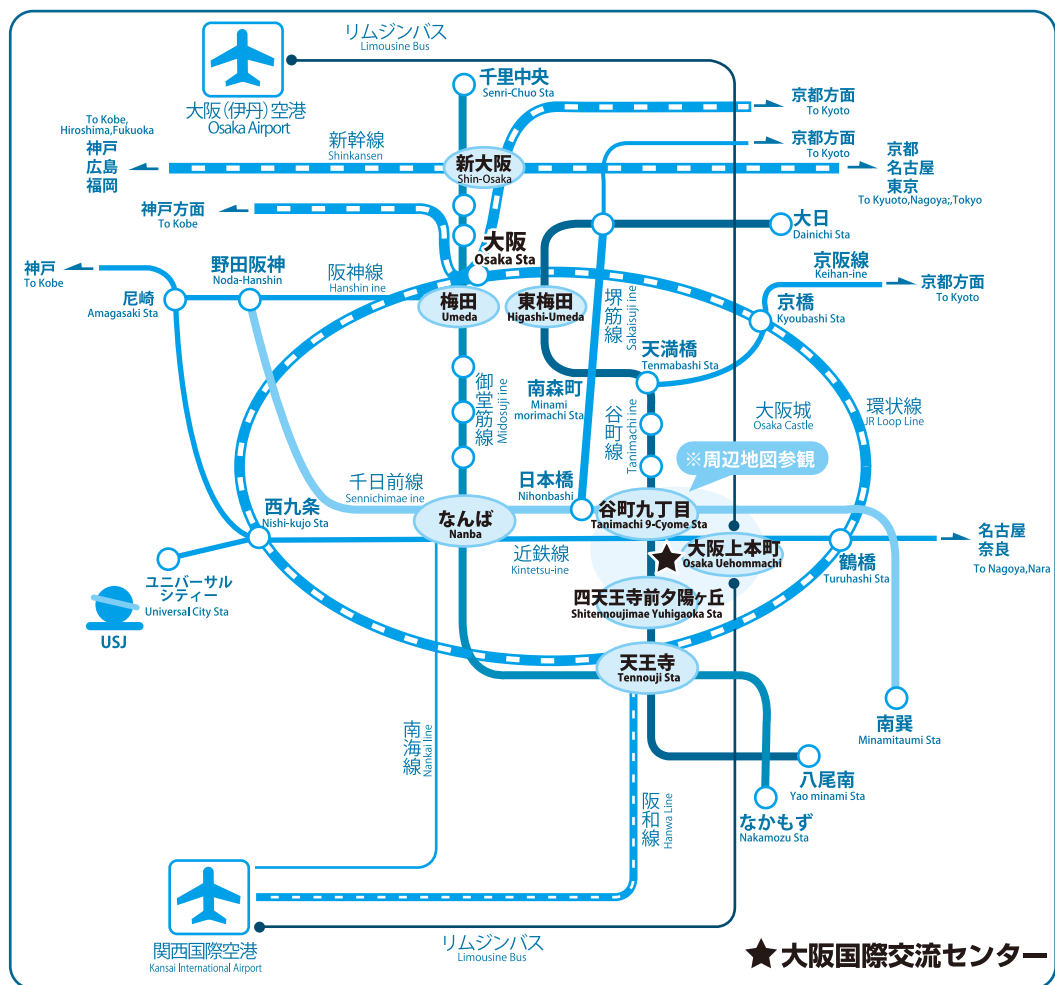 リムジンバス
Limousine Bus
大阪(伊丹)空港
Osaka Airport
千里中央
Senri-Chuo Sta
京都方面
To Kyoto
To Kobe,
Hiroshima,Fukuoka
神戸
広島
福岡
新幹線
Shinkansen
新大阪
Shin-Osaka
京都方面
To Kyoto
京都
名古屋
東京
To Kyuoto,Nagoya;,Tokyo
神戸方面
To Kobe
大阪
Osaka Sta
大日
Dainichi Sta
神戸
To Kobe
野田阪神
Noda-Hanshin
阪神線
Hanshin ine
京阪線
Keihan-ine
京都方面
To Kyoto
尼崎
Amagasaki Sta
梅田
Umeda
東梅田
Higashi-Umeda
堺筋線
Sakaisuji ine
京橋
Kyoubashi Sta
天満橋
Tenmabashi Sta
御堂筋線
Midosuji ine
南森町
Minami
morimachi Sta
谷町線
Tanimachi ine
大阪城
Osaka Castle
環状線
JR Loop Line
※周辺地図参観
千日前線
Sennichimae ine
日本橋
Nihonbashi
西九条
Nishi-kujo Sta
なんば
Nanba
谷町九丁目
Tanimachi 9-Cyome Sta
近鉄線
Kintetsu-ine
大阪上本町
Osaka Uehommachi
鶴橋
Turuhashi Sta
名古屋
奈良
To Nagoya,Nara
ユニバーサル
シティー
Universal City Sta
USJ
四天王寺前夕陽ヶ丘
Shitennoujimae Yuhigaoka Sta
天王寺
Tennouji Sta
南海線
Nankai line
南巽
Minamitaumi Sta
八尾南
Yao minami Sta
阪和線
Hanwa Line
なかもず
Nakamozu Sta
関西国際空港
Kansai International Airport
リムジンバス
Limousine Bus
★大阪国際交流センター